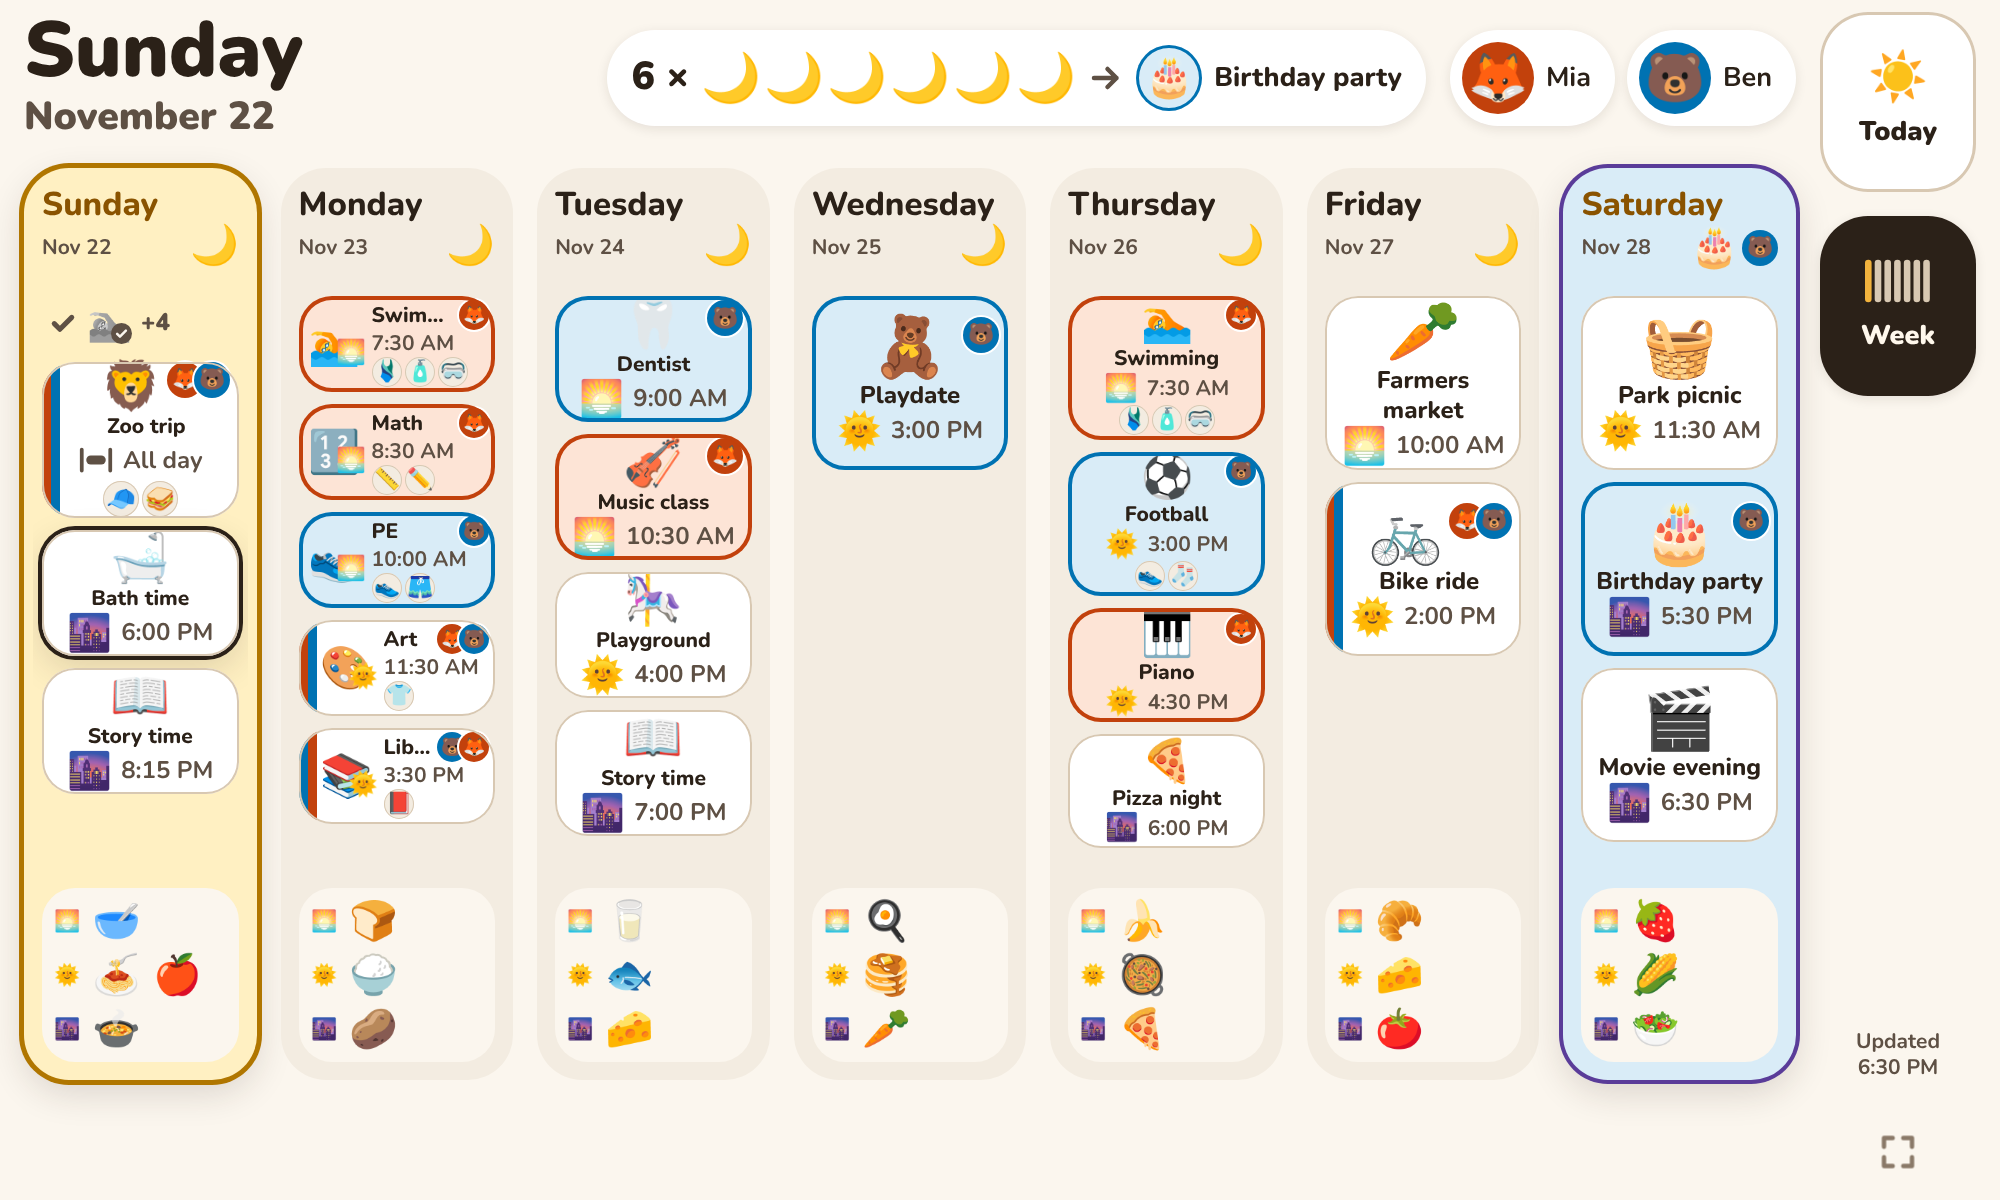 Sunday
November 22
6 ×
Birthday party
Mia
Ben
Today
Week
Updated
6:30 PM
Sunday
Nov 22
+4
Zoo trip
All day
Bath time
6:00 PM
Story time
8:15 PM
Monday
Nov 23
Swim...
7:30 AM
Math
8:30 AM
PE
10:00 AM
Art
11:30 AM
Lib...
3:30 PM
Tuesday
Nov 24
Dentist
9:00 AM
Music class
10:30 AM
Playground
4:00 PM
Story time
7:00 PM
Wednesday
Nov 25
Playdate
3:00 PM
Thursday
Nov 26
Swimming
7:30 AM
Football
3:00 PM
Piano
4:30 PM
Pizza night
6:00 PM
Friday
Nov 27
Farmers
market
10:00 AM
Bike ride
2:00 PM
Saturday
Nov 28
Park picnic
11:30 AM
Birthday party
5:30 PM
Movie evening
6:30 PM